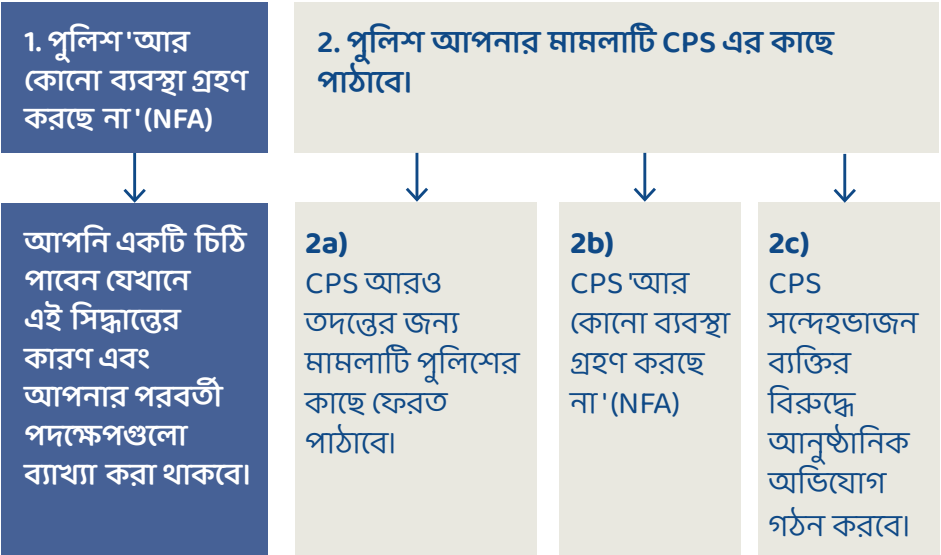 1. পুলিশ 'আর
কোনো ব্যবস্থা গ্রহণ
করছে না' (NFA)
2. পুলিশ আপনার মামলাটি CPS এর কাছে
পাঠাবে।
আপনি একটি চিঠি
পাবেন যেখানে
এই সিদ্ধান্তের
কারণ এবং
আপনার পরবর্তী
পদক্ষেপগুলো
ব্যাখ্যা করা থাকবে।
2a)
CPS আরও
তদন্তের জন্য
মামলাটি পুলিশের
কাছে ফেরত
পাঠাবে।
2b)
CPS 'আর
কোনো ব্যবস্থা
গ্রহণ করছে
না' (NFA)
2c)
CPS
সন্দেহভাজন
ব্যক্তির
বিরুদ্ধে
আনুষ্ঠানিক
অভিযোগ
গঠন করবে।